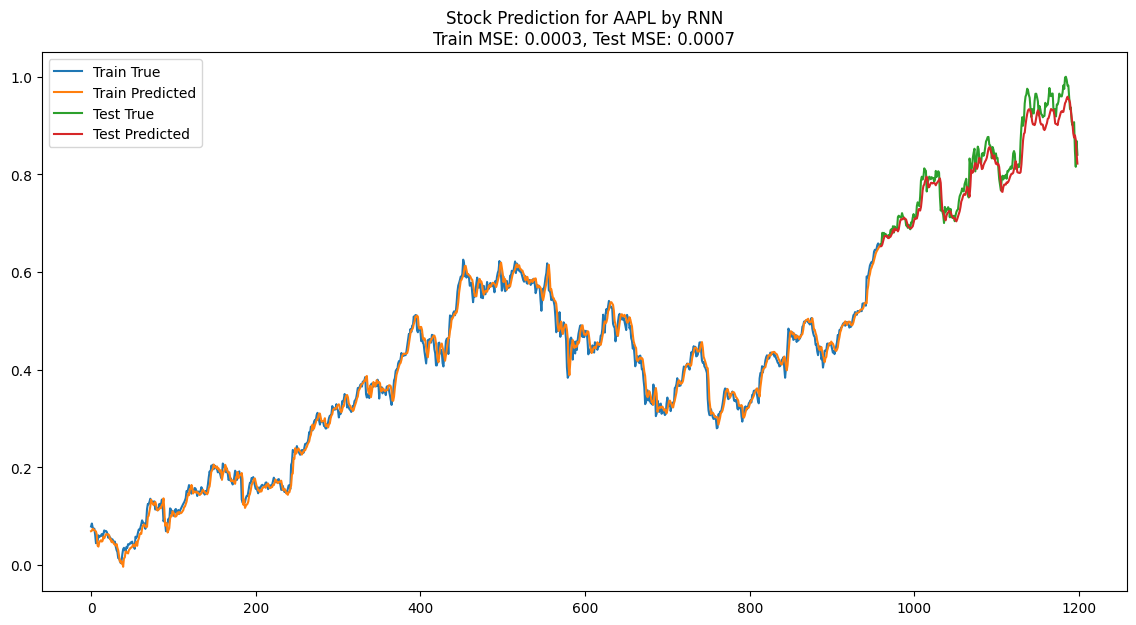 Stock Prediction for AAPL by RNN
Train MSE: 0.0003, Test MSE: 0.0007
Train True
Train Predicted
Test True
Test Predicted
1.0
0.8
0.6
0.4
0.2
0.0
0 200 400 600 800 1000 1200